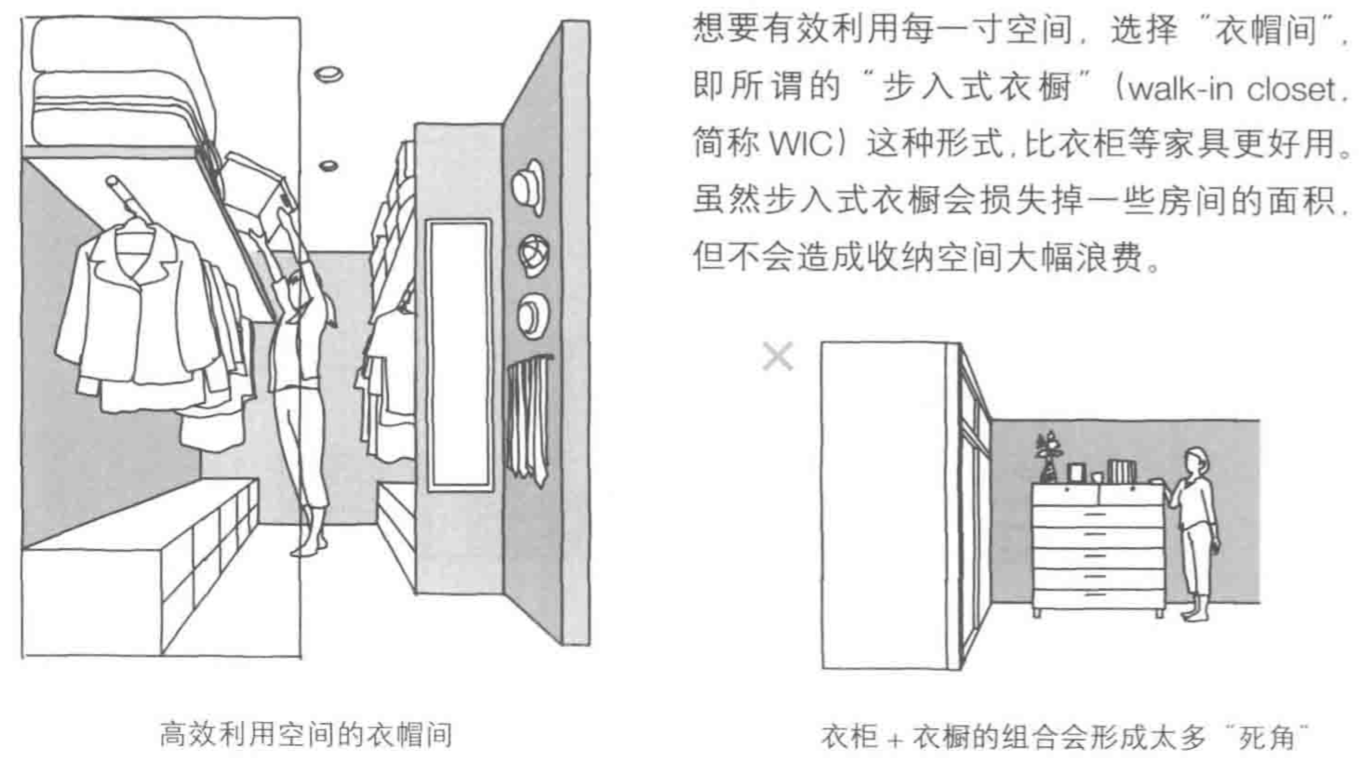 想要有效利用每一寸空间，选择“衣帽间”，
即所谓的“步入式衣橱”（walk-in closet，
简称 WIC）这种形式，比衣柜等家具更好用。
虽然步入式衣橱会损失掉一些房间的面积，
但不会造成收纳空间大幅浪费。
高效利用空间的衣帽间
衣柜 + 衣橱的组合会形成太多“死角”